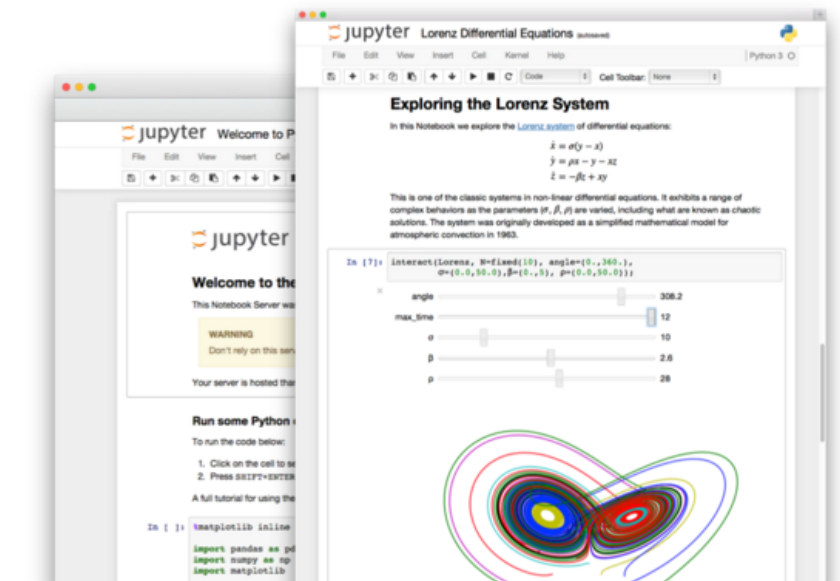 jupyter Lorenz Differential Equations (autosaved)
File Edit View Insert Cell Kernel Help Python 3
Code Cell Toolbar: None
Exploring the Lorenz System
In this Notebook we explore the Lorenz system of differential equations:
ẋ = σ(y − x)
ẏ = ρx − y − xz
ż = −βz + xy
This is one of the classic systems in non-linear differential equations. It exhibits a range of
complex behaviors as the parameters (σ, β, ρ) are varied, including what are known as chaotic
solutions. The system was originally developed as a simplified mathematical model for
atmospheric convection in 1963.
In [7]: interact(Lorenz, N=fixed(10), angle=(0.,360.),
σ=(0.0,50.0),β=(0.,5), ρ=(0.0,50.0));
angle 308.2
max_time 12
σ 10
β 2.6
ρ 28
jupyter Welcome to P
File Edit View Insert Cell
jupyter
Welcome to the
This Notebook Server was
WARNING
Don't rely on this serv
Your server is hosted than
Run some Python
To run the code below:
1. Click on the cell to se
2. Press SHIFT+ENTER
A full tutorial for using the
In [ ]: %matplotlib inline
import pandas as pd
import numpy as np
import matplotlib